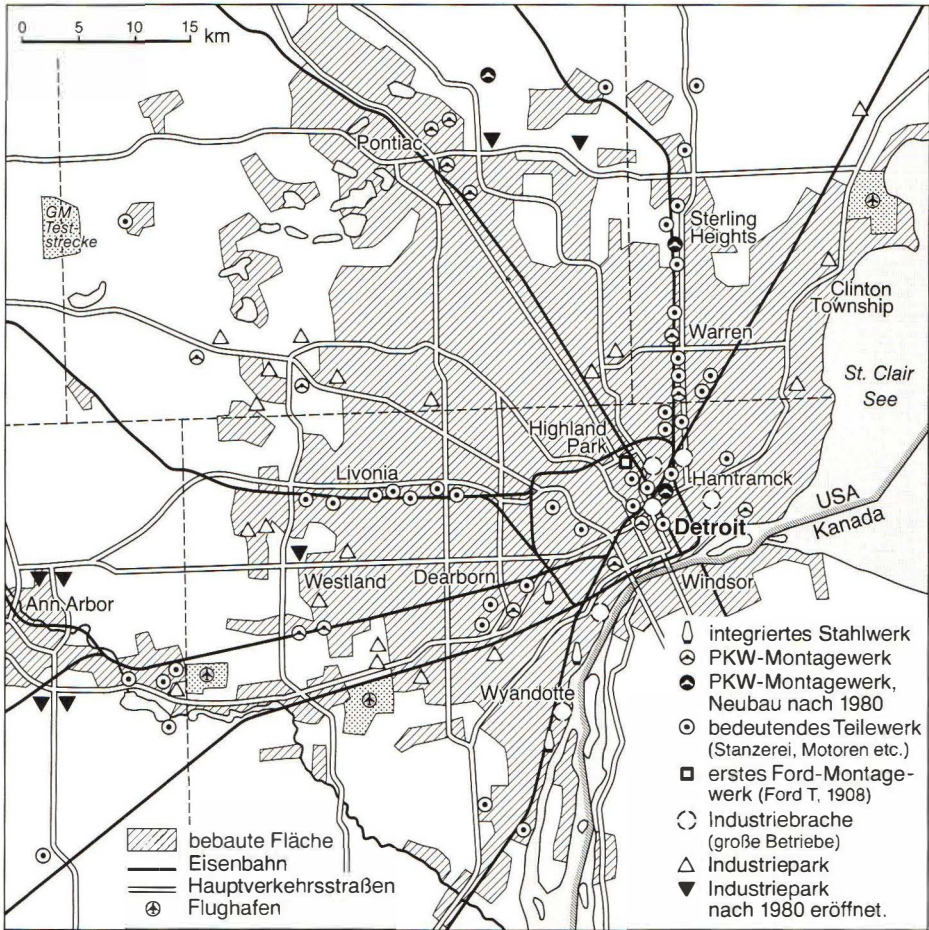 0 5 10 15 km
Pontiac
GM
Test-
strecke
Sterling
Heights
Clinton
Township
Warren
St. Clair
See
Highland
Park
Livonia
Hamtramck
USA
Kanada
Detroit
Westland
Dearborn
Windsor
Ann Arbor
Wyandotte
integriertes Stahlwerk
PKW-Montagewerk
PKW-Montagewerk,
Neubau nach 1980
bedeutendes Teilewerk
(Stanzerei, Motoren etc.)
erstes Ford-Montage-
werk (Ford T, 1908)
Industriebrache
(große Betriebe)
Industriepark
Industriepark
nach 1980 eröffnet.
bebaute Fläche
Eisenbahn
Hauptverkehrsstraßen
Flughafen